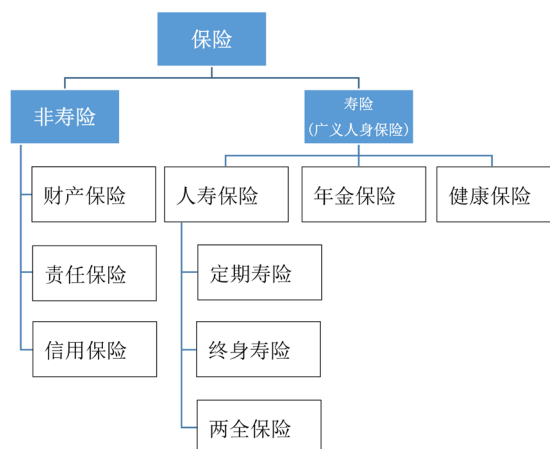 保险
非寿险
寿险
（广义人身保险）
财产保险
人寿保险
年金保险
健康保险
责任保险
定期寿险
信用保险
终身寿险
两全保险